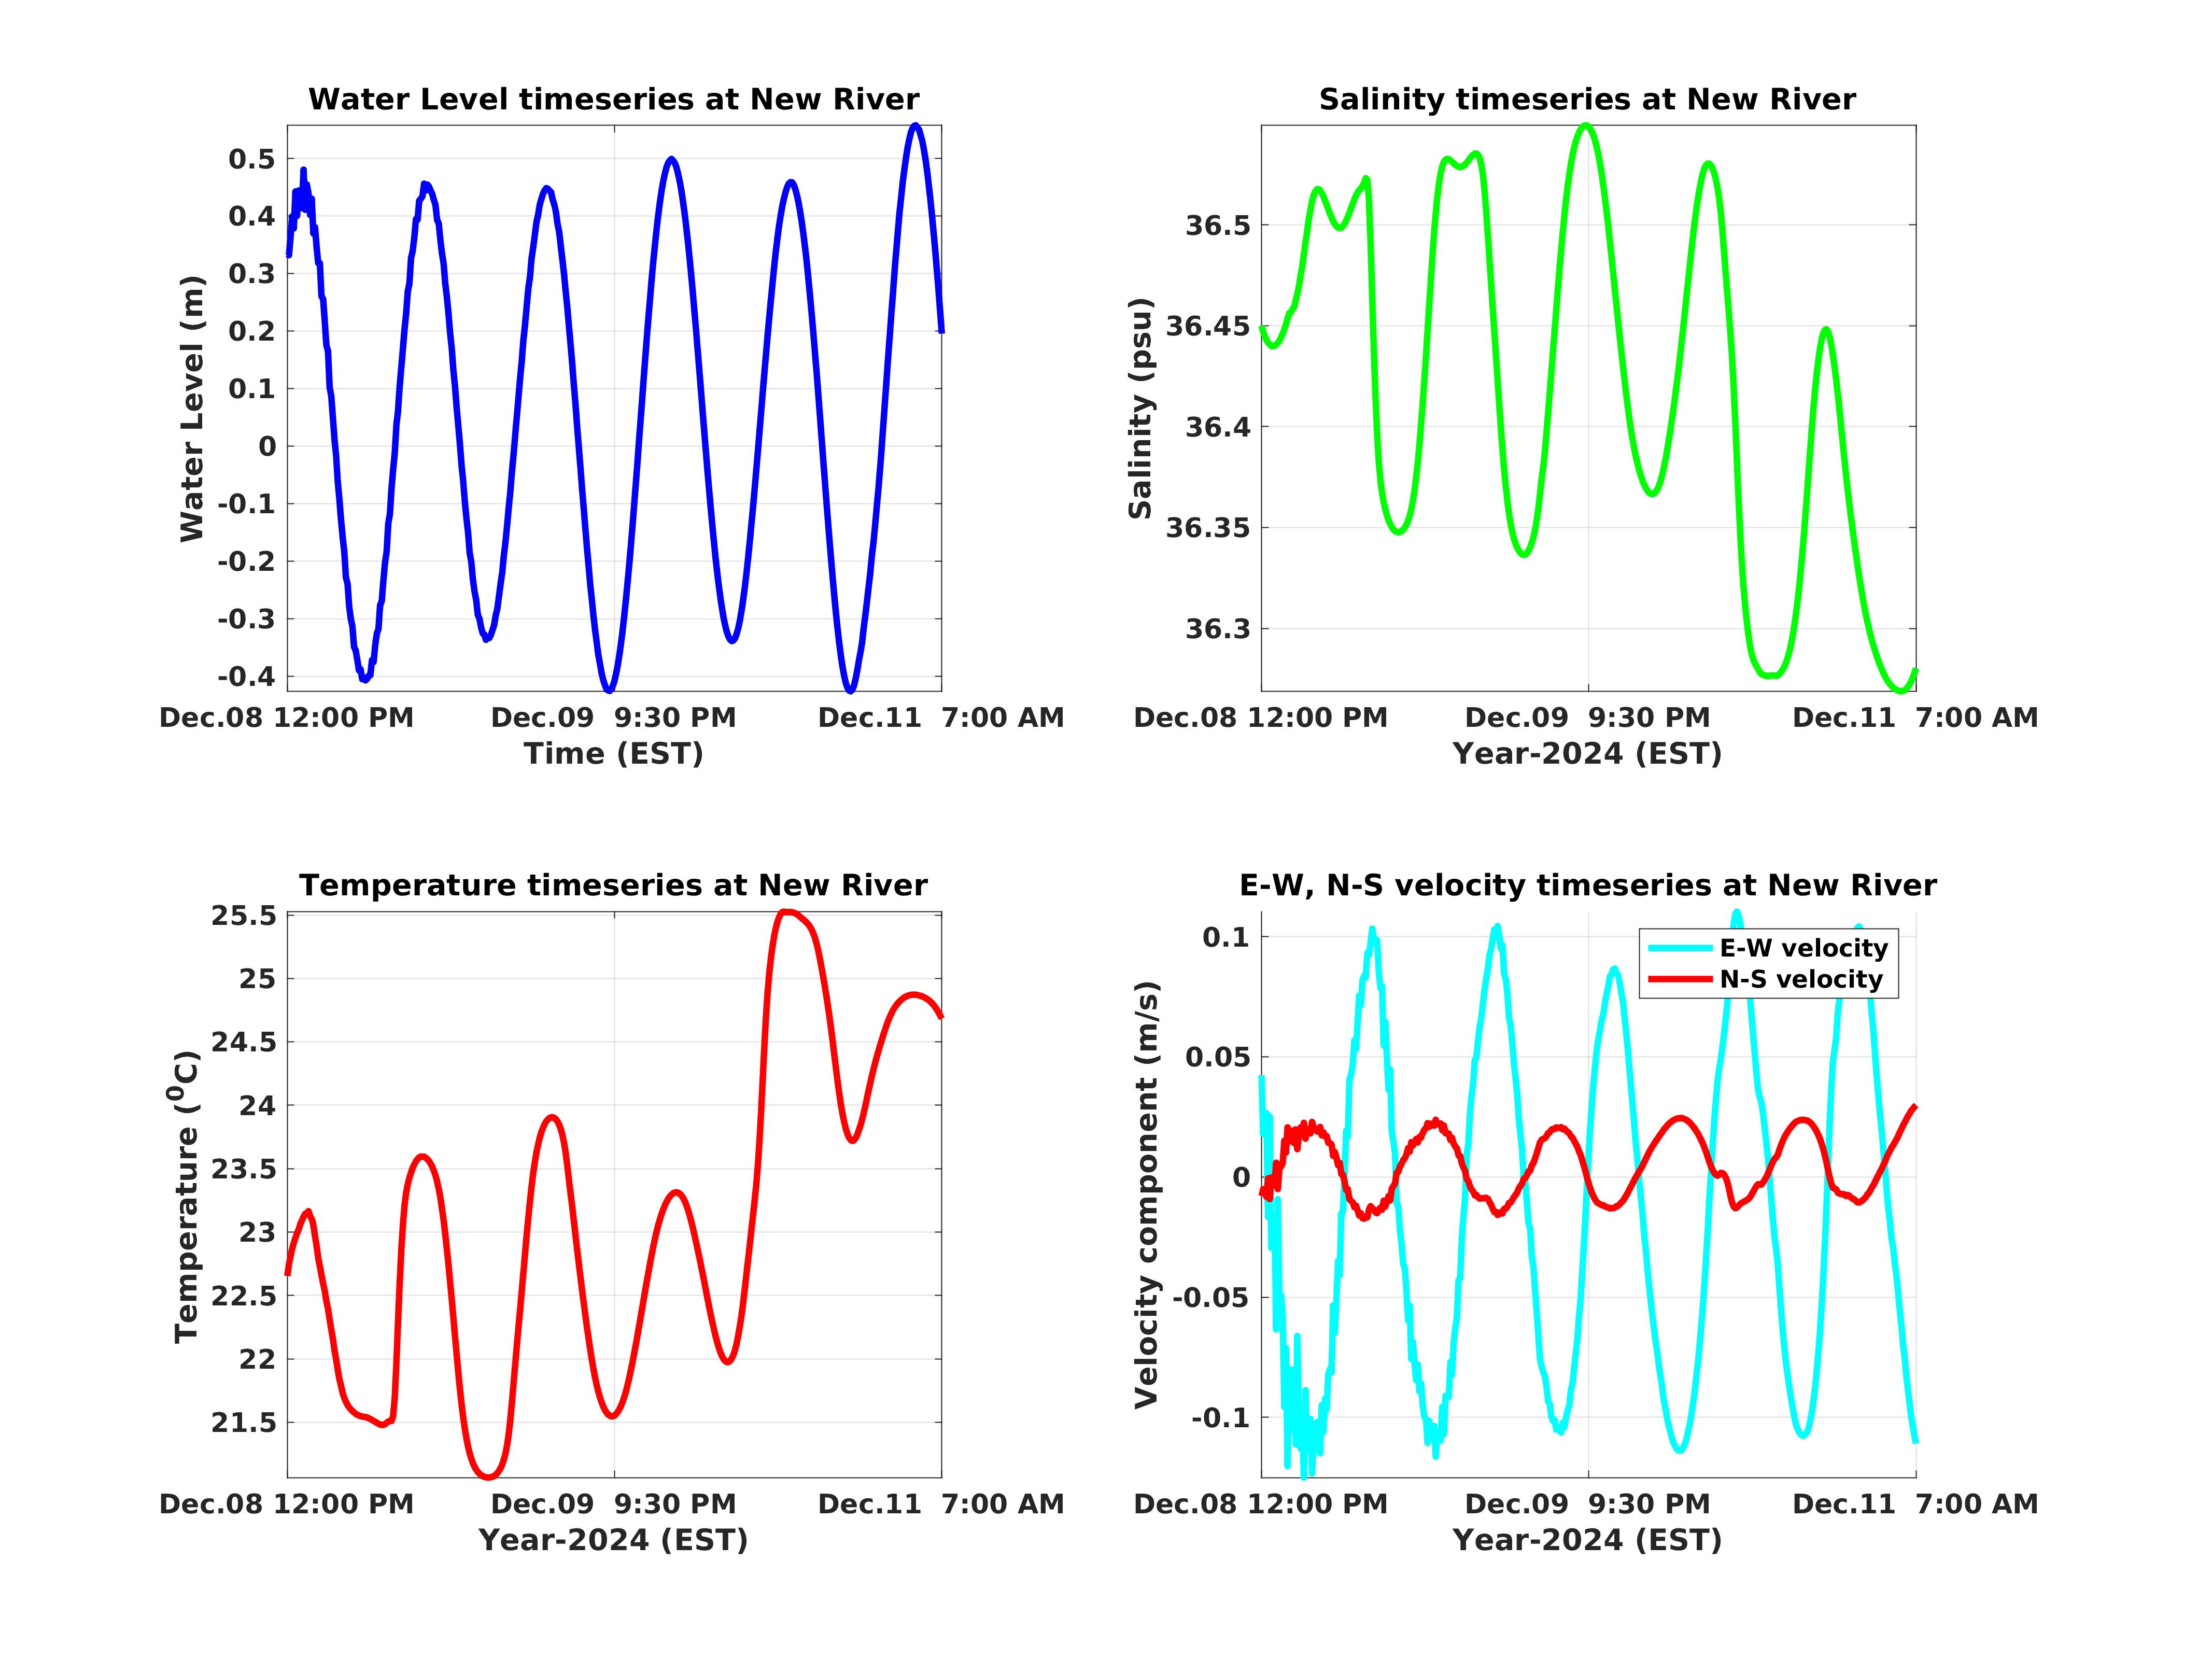 Water Level timeseries at New River
0.5
0.4
0.3
0.2
0.1
0
-0.1
-0.2
-0.3
-0.4
Water Level (m)
Dec.08 12:00 PM Dec.09 9:30 PM Dec.11 7:00 AM
Time (EST)
Salinity timeseries at New River
36.5
36.45
36.4
36.35
36.3
Salinity (psu)
Dec.08 12:00 PM Dec.09 9:30 PM Dec.11 7:00 AM
Year-2024 (EST)
Temperature timeseries at New River
25.5
25
24.5
24
23.5
23
22.5
22
21.5
Temperature (⁰C)
Dec.08 12:00 PM Dec.09 9:30 PM Dec.11 7:00 AM
Year-2024 (EST)
E-W, N-S velocity timeseries at New River
0.1
0.05
0
-0.05
-0.1
Velocity component (m/s)
E-W velocity
N-S velocity
Dec.08 12:00 PM Dec.09 9:30 PM Dec.11 7:00 AM
Year-2024 (EST)